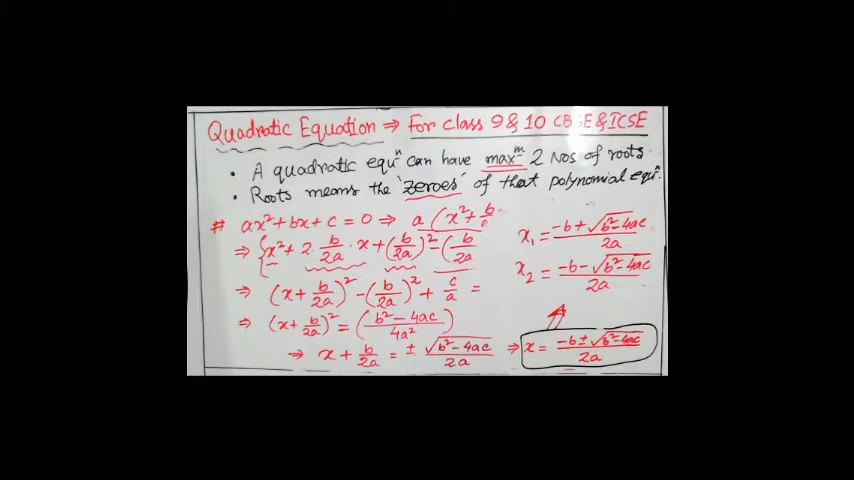 Quadratic Equation ⇒ For class 9 & 10 CBSE & ICSE
• A quadratic equⁿ can have maxᵐ 2 Nos of roots
• Roots means the 'zeroes' of that polynomial equⁿ.
# ax² + bx + c = 0 ⇒ a (x² + b/a
⇒ {x² + 2 · b/2a · x + (b/2a)² - (b/2a
⇒ (x + b/2a)² - (b/2a)² + c/a =
⇒ (x + b/2a)² = (b² - 4ac/4a²)
⇒ x + b/2a = ± √b² - 4ac/2a ⇒ x = -b ± √b² - 4ac/2a
x₁ = -b + √b² - 4ac/2a
x₂ = -b - √b² - 4ac/2a